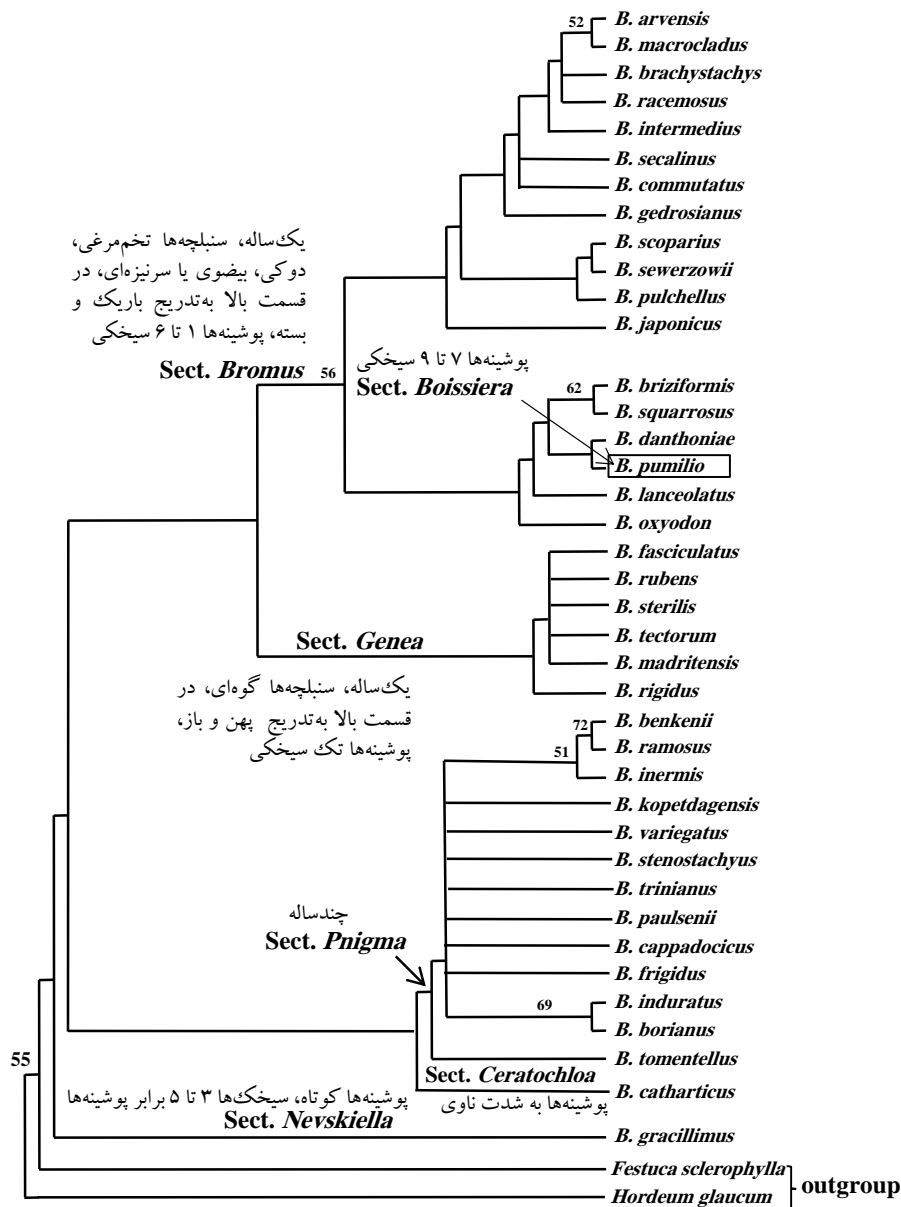 52
B. arvensis
B. macrocladus
B. brachystachys
B. racemosus
B. intermedius
B. secalinus
B. commutatus
B. gedrosianus
B. scoparius
B. sewerzowii
B. pulchellus
B. japonicus
یک‌ساله، سنبلچه‌ها تخم‌مرغی،
دوکی، بیضوی یا سرنیزه‌ای، در
قسمت بالا به‌تدریج باریک و
بسته، پوشینه‌ها ۱ تا ۶ سیخکی
Sect. Bromus
56
پوشینه‌ها ۷ تا ۹ سیخکی
Sect. Boissiera
62
B. briziformis
B. squarrosus
B. danthoniae
B. pumilio
B. lanceolatus
B. oxyodon
B. fasciculatus
B. rubens
B. sterilis
B. tectorum
B. madritensis
B. rigidus
Sect. Genea
یک‌ساله، سنبلچه‌ها گوه‌ای، در
قسمت بالا به‌تدریج پهن و باز،
پوشینه‌ها تک سیخکی
72
51
B. benkenii
B. ramosus
B. inermis
B. kopetdagensis
B. variegatus
B. stenostachyus
B. trinianus
B. paulsenii
B. cappadocicus
B. frigidus
چندساله
Sect. Pnigma
69
B. induratus
B. borianus
B. tomentellus
Sect. Ceratochloa
B. catharticus
پوشینه‌ها به شدت ناوی
55
پوشینه‌ها کوتاه، سیخک‌ها ۳ تا ۵ برابر پوشینه‌ها
Sect. Nevskiella
B. gracillimus
Festuca sclerophylla
Hordeum glaucum
outgroup